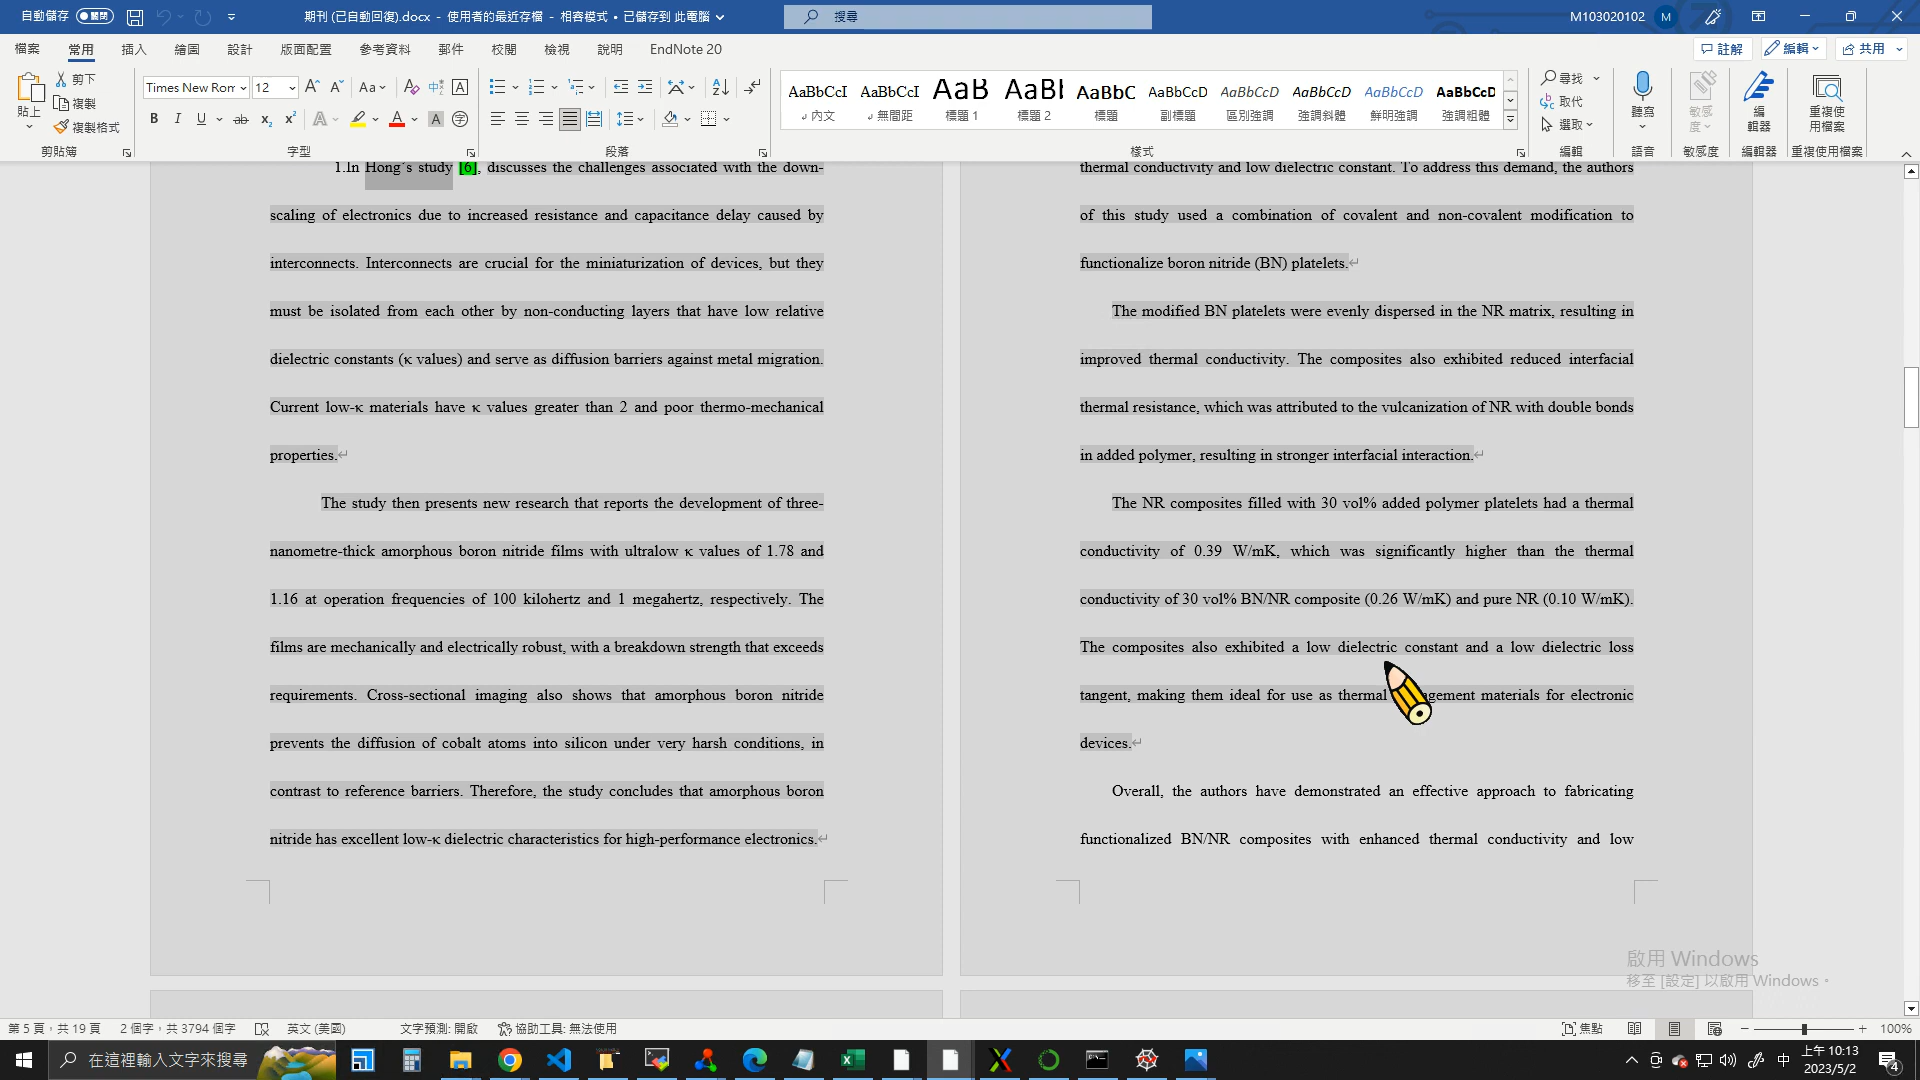 自動儲存 關閉 期刊 (已自動回復).docx - 使用者的最近存檔 - 相容模式 • 已儲存到 此電腦 搜尋 M103020102 M
檔案 常用 插入 繪圖 設計 版面配置 參考資料 郵件 校閱 檢視 說明 EndNote 20 註解 編輯 共用
貼上 剪下 複製 複製格式 剪貼簿
Times New Rom 12 Aa 字型
段落
AaBbCcI AaBbCcI AaB AaBl AaBbC AaBbCcD AaBbCcD AaBbCcD AaBbCcD AaBbCcD
內文 無間距 標題 1 標題 2 標題 副標題 區別強調 強調斜體 鮮明強調 強調粗體
樣式
尋找 取代 選取 編輯
聽寫 語音
敏感度 敏感度
編輯器 編輯器
重複使用檔案 重複使用檔案
1.In Hong´s study [6], discusses the challenges associated with the down-
scaling of electronics due to increased resistance and capacitance delay caused by
interconnects. Interconnects are crucial for the miniaturization of devices, but they
must be isolated from each other by non-conducting layers that have low relative
dielectric constants (κ values) and serve as diffusion barriers against metal migration.
Current low-κ materials have κ values greater than 2 and poor thermo-mechanical
properties.
The study then presents new research that reports the development of three-
nanometre-thick amorphous boron nitride films with ultralow κ values of 1.78 and
1.16 at operation frequencies of 100 kilohertz and 1 megahertz, respectively. The
films are mechanically and electrically robust, with a breakdown strength that exceeds
requirements. Cross-sectional imaging also shows that amorphous boron nitride
prevents the diffusion of cobalt atoms into silicon under very harsh conditions, in
contrast to reference barriers. Therefore, the study concludes that amorphous boron
nitride has excellent low-κ dielectric characteristics for high-performance electronics.
thermal conductivity and low dielectric constant. To address this demand, the authors
of this study used a combination of covalent and non-covalent modification to
functionalize boron nitride (BN) platelets.
The modified BN platelets were evenly dispersed in the NR matrix, resulting in
improved thermal conductivity. The composites also exhibited reduced interfacial
thermal resistance, which was attributed to the vulcanization of NR with double bonds
in added polymer, resulting in stronger interfacial interaction.
The NR composites filled with 30 vol% added polymer platelets had a thermal
conductivity of 0.39 W/mK, which was significantly higher than the thermal
conductivity of 30 vol% BN/NR composite (0.26 W/mK) and pure NR (0.10 W/mK).
The composites also exhibited a low dielectric constant and a low dielectric loss
tangent, making them ideal for use as thermal agement materials for electronic
devices.
Overall, the authors have demonstrated an effective approach to fabricating
functionalized BN/NR composites with enhanced thermal conductivity and low
啟用 Windows
移至 [設定] 以啟用 Windows。
第 5 頁，共 19 頁 2 個字，共 3794 個字 英文 (美國) 文字預測: 開啟 協助工具: 無法使用 焦點 100%
在這裡輸入文字來搜尋 中 上午 10:13
2023/5/2 4